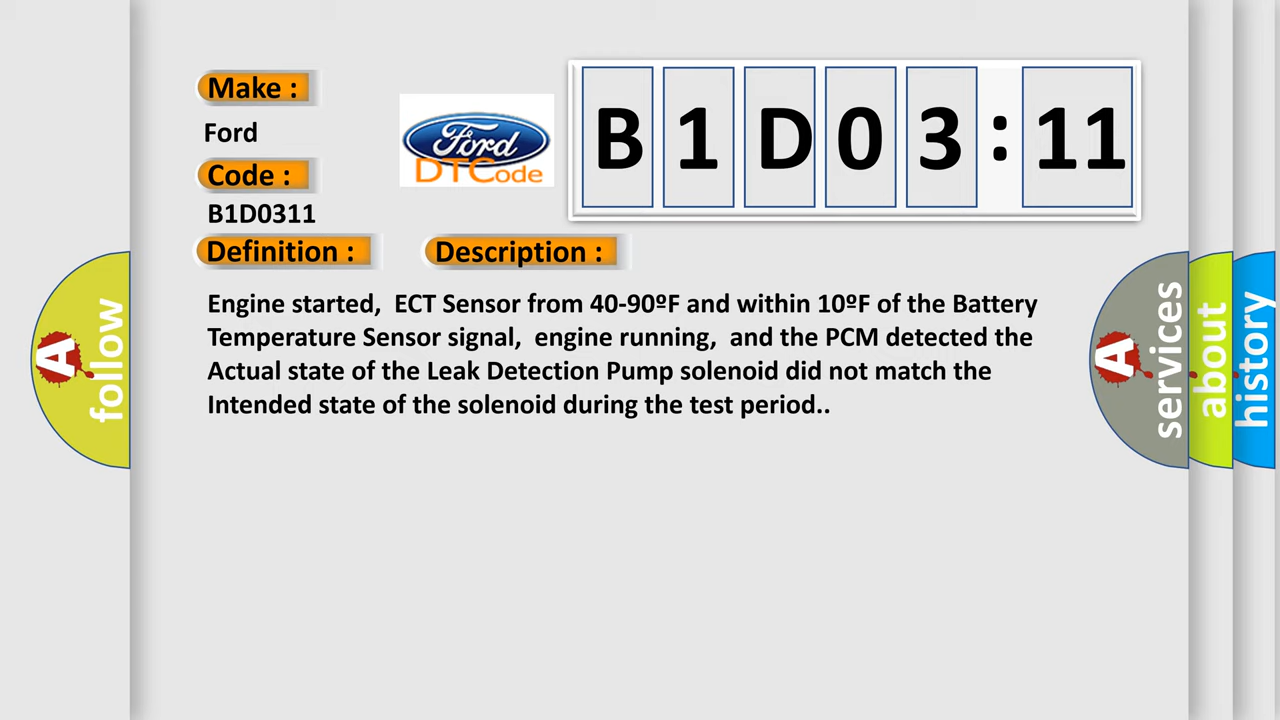 Make :
Ford
Code :
B1D0311
Ford
DTCode
B1D03:11
Definition :
Description :
Engine started,  ECT Sensor from 40-90ºF and within 10ºF of the Battery
Temperature Sensor signal,  engine running,  and the PCM detected the
Actual state of the Leak Detection Pump solenoid did not match the
Intended state of the solenoid during the test period..
A
follow
A
services
about
history